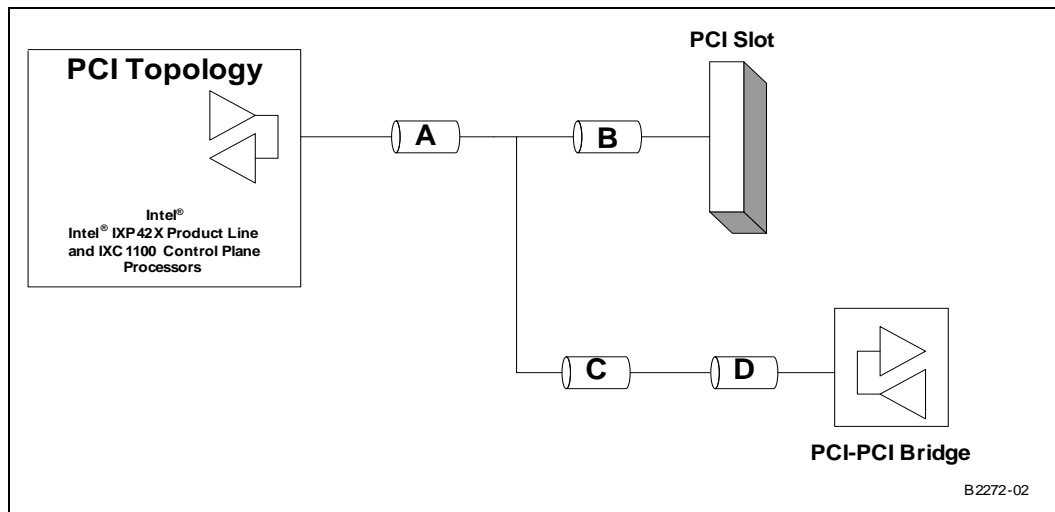 PCI Topology
Intel®
Intel® IXP42X Product Line
and IXC1100 Control Plane
Processors
A
B
PCI Slot
C
D
PCI-PCI Bridge
B2272-02